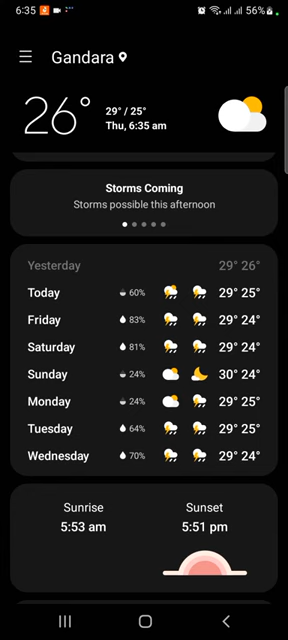 6:35
56%
Gandara
26°
29° / 25°
Thu, 6:35 am
Storms Coming
Storms possible this afternoon
Yesterday 29° 26°
Today 60% 29° 25°
Friday 83% 29° 24°
Saturday 81% 29° 24°
Sunday 24% 30° 24°
Monday 24% 29° 25°
Tuesday 64% 29° 25°
Wednesday 70% 29° 24°
Sunrise Sunset
5:53 am 5:51 pm